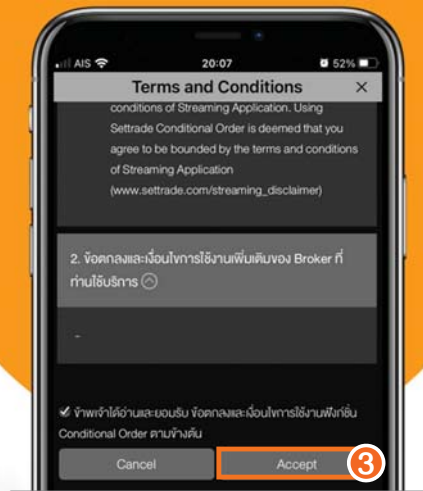 AIS 20:07 52%
Terms and Conditions ×
conditions of Streaming Application. Using
Settrade Conditional Order is deemed that you
agree to be bounded by the terms and conditions
of Streaming Application
(www.settrade.com/streaming_disclaimer)
2. ข้อตกลงและเงื่อนไขการใช้งานเพิ่มเติมของ Broker ที่
ท่านใช้บริการ
-
ข้าพเจ้าได้อ่านและยอมรับ ข้อตกลงและเงื่อนไขการใช้งานฟังก์ชั่น
Conditional Order ตามข้างต้น
Cancel Accept 3